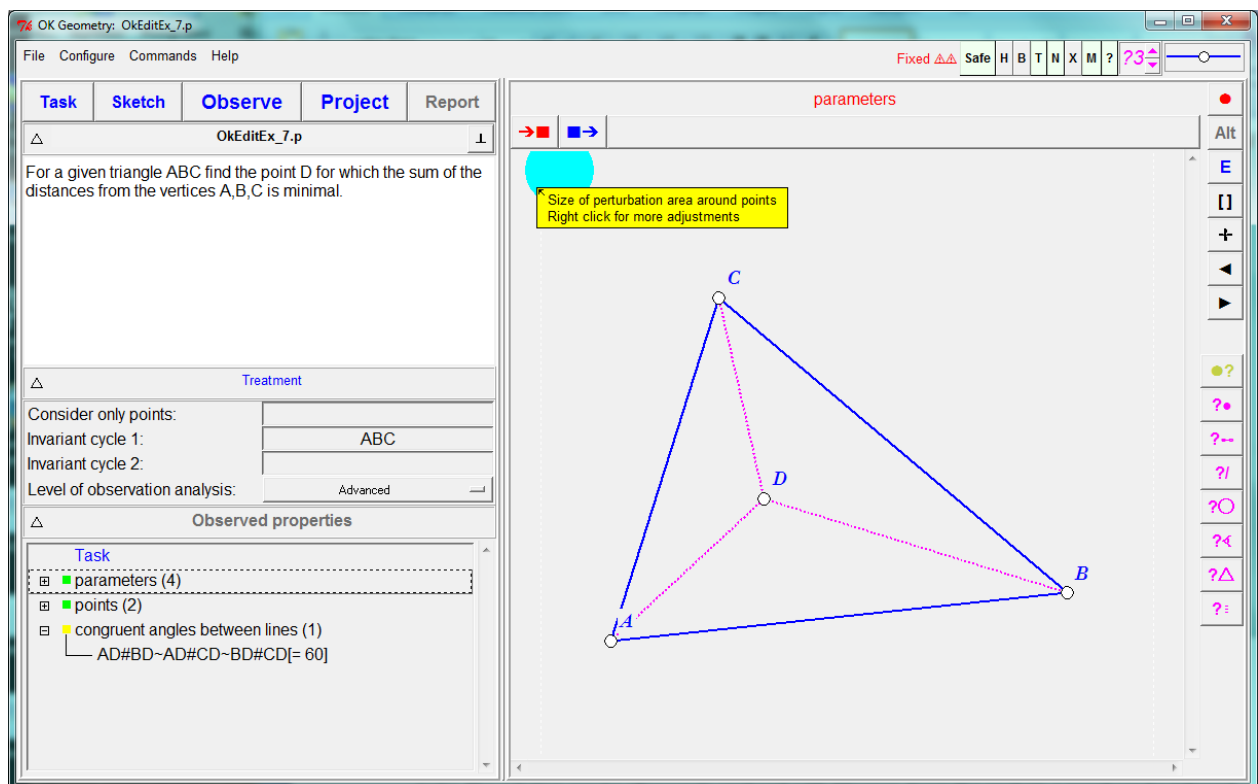 OK Geometry: OkEditEx_7.p
File Configure Commands Help
Fixed ⚠⚠ Safe H B T N X M ? ?3
Task Sketch Observe Project Report
parameters
OkEditEx_7.p
Alt
For a given triangle ABC find the point D for which the sum of the
distances from the vertices A,B,C is minimal.
E
Size of perturbation area around points
Right click for more adjustments
[ ]
C
Treatment
Consider only points:
Invariant cycle 1: ABC
Invariant cycle 2:
Level of observation analysis: Advanced
D
Observed properties
Task
parameters (4)
B
points (2)
congruent angles between lines (1)
A
AD#BD~AD#CD~BD#CD[= 60]
?
?
?
?/
?
?
?
?